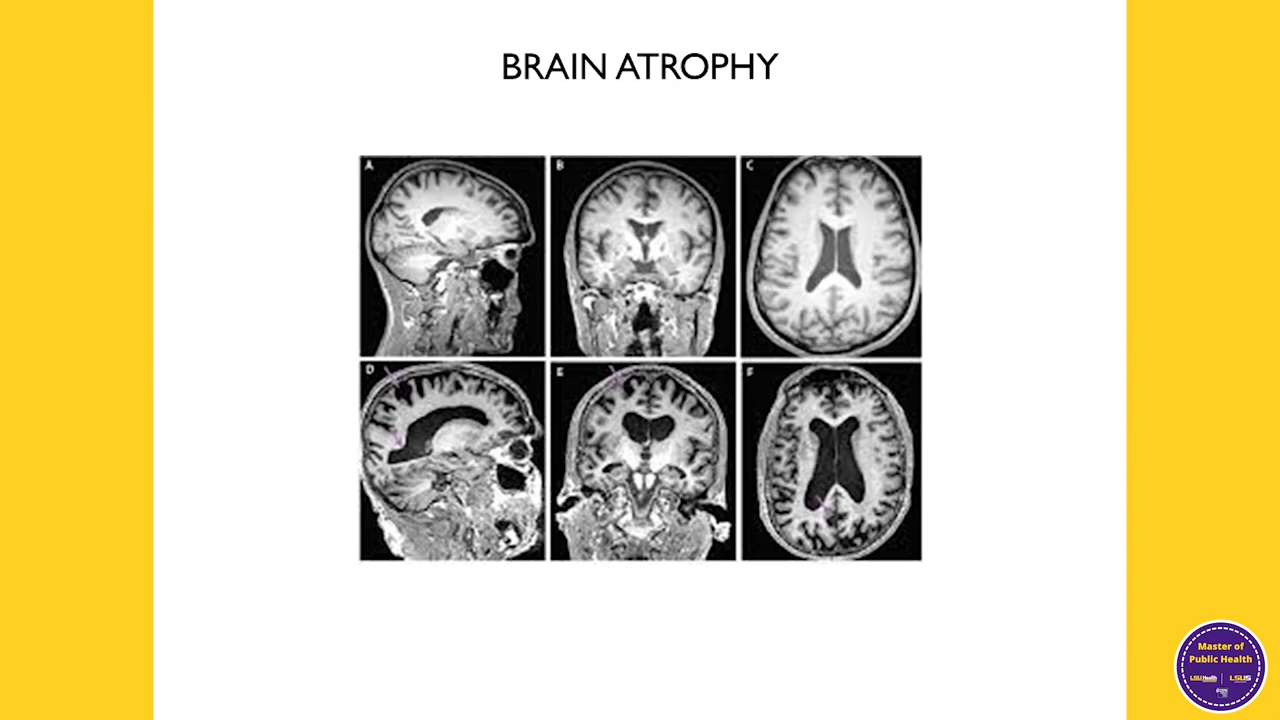 BRAIN ATROPHY
A
B
C
D
E
F
Master of
Public Health
LSU Health
LSUS